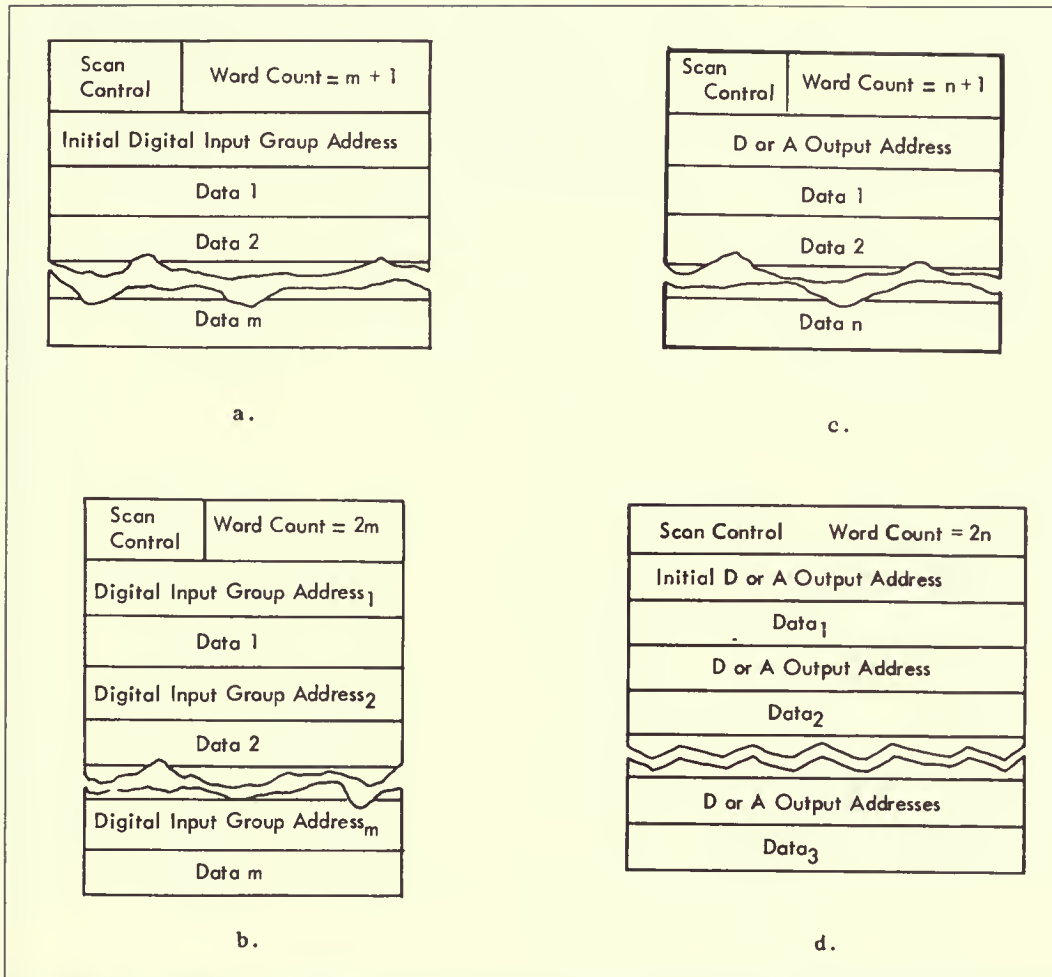 Scan
Control
Word Count = m + 1
Initial Digital Input Group Address
Data 1
Data 2
Data m
a.
Scan
Control
Word Count = n + 1
D or A Output Address
Data 1
Data 2
Data n
c.
Scan
Control
Word Count = 2m
Digital Input Group Address1
Data 1
Digital Input Group Address2
Data 2
Digital Input Group Addressm
Data m
b.
Scan Control Word Count = 2n
Initial D or A Output Address
Data1
D or A Output Address
Data2
D or A Output Addresses
Data3
d.